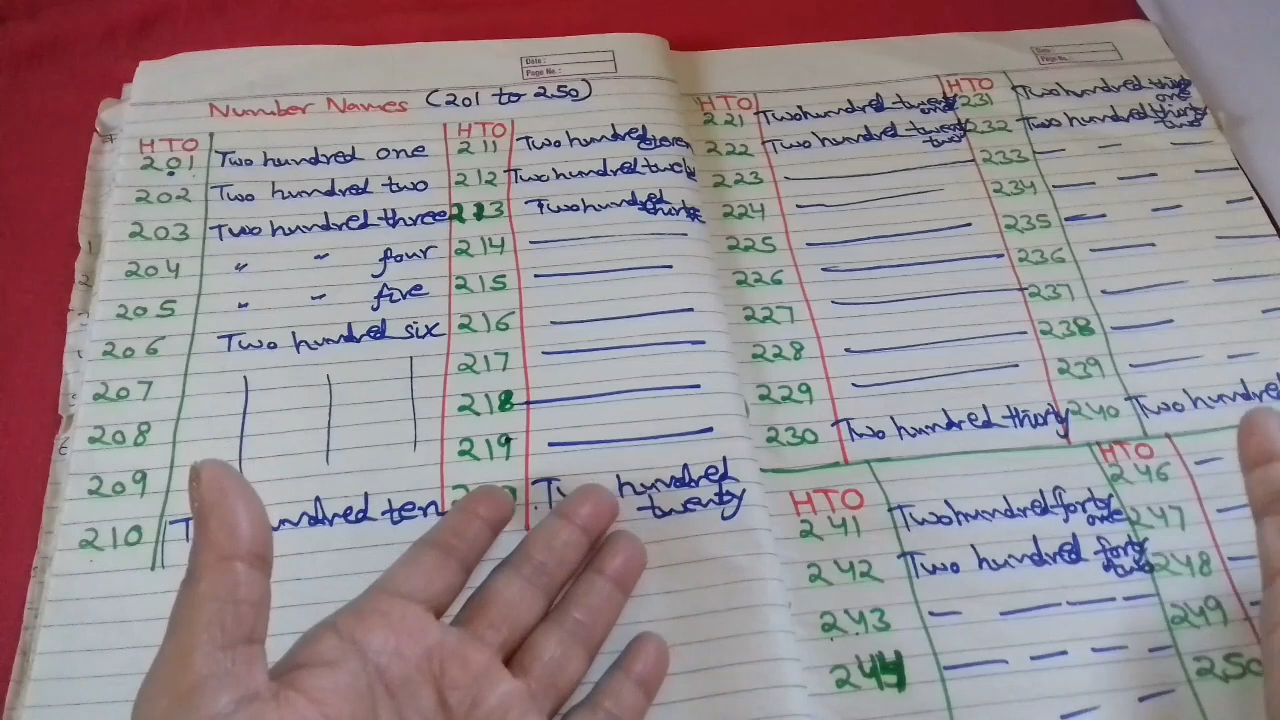 Date:
Page No.:
Number Names (201 to 250)
HTO
201 Two hundred one
202 Two hundred two
203 Two hundred three
204 " " four
205 " " five
206 Two hundred six
207
208
209
210 hundred ten
HTO
211 Two hundred eleven
212 Two hundred
213 Two hundred
214
215
216
217
218
219
hundred
twenty
Date:
Page No.:
HTO
221 Two hundred twenty
222 Two hundred twenty
two
223
224
225
226
227
228
229
230 Two hundred thirty
HTO
231 Two hundred thirty
one
232 Two hundred thirty
two
233
234
235
236
237
238
239
240 Two hundred
HTO
241 Two hundred forty
one
242 Two hundred forty
two
243
244
HTO
246
247
248
249
250